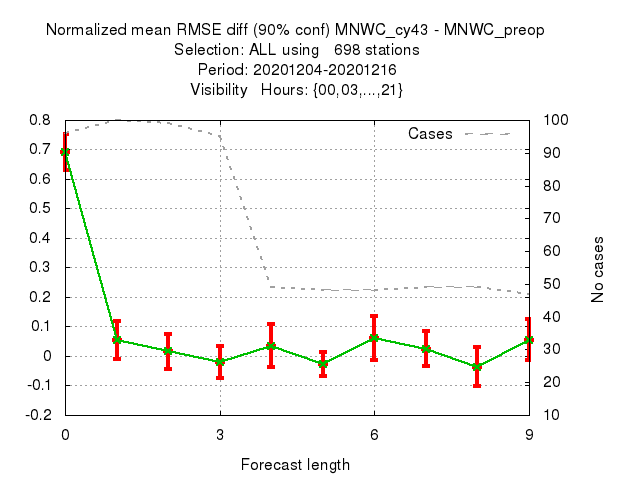 Normalized mean RMSE diff (90% conf) MNWC_cy43 - MNWC_preop
Selection: ALL using   698 stations
Period: 20201204-20201216
Visibility   Hours: {00,03,...,21}
0.8
0.7
0.6
0.5
0.4
0.3
0.2
0.1
0
-0.1
-0.2
Cases
100
90
80
70
60
50
40
30
20
10
No cases
0 3 6 9
Forecast length